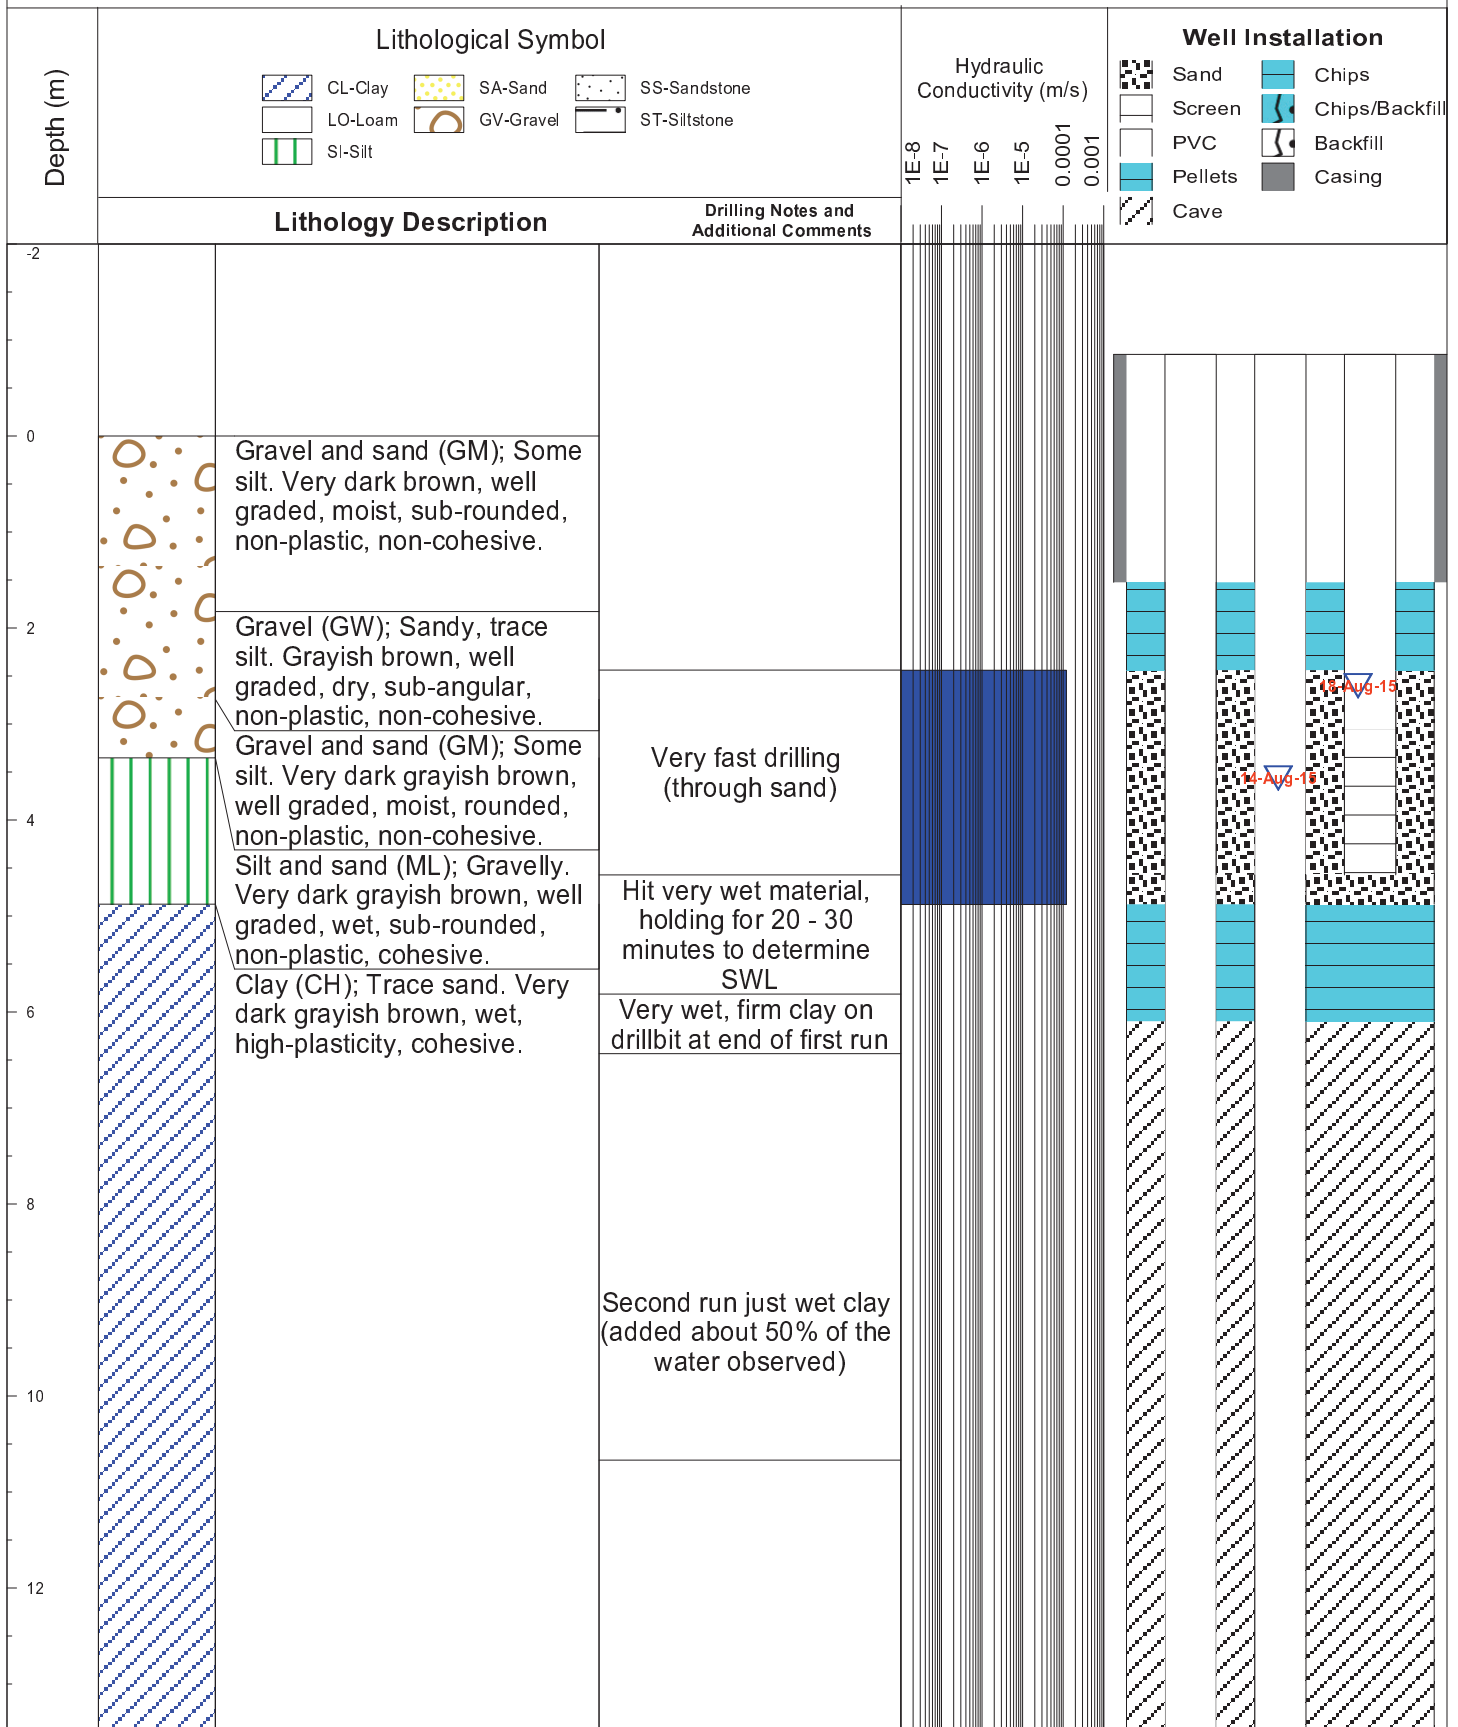 Depth (m)
Lithological Symbol
CL-Clay
SA-Sand
SS-Sandstone
LO-Loam
GV-Gravel
ST-Siltstone
SI-Silt
Lithology Description
Drilling Notes and
Additional Comments
Hydraulic
Conductivity (m/s)
1E-8
1E-7
1E-6
1E-5
0.0001
0.001
Well Installation
Sand
Chips
Screen
Chips/Backfill
PVC
Backfill
Pellets
Casing
Cave
-2
0
2
4
6
8
10
12
Gravel and sand (GM); Some
silt. Very dark brown, well
graded, moist, sub-rounded,
non-plastic, non-cohesive.
Gravel (GW); Sandy, trace
silt. Grayish brown, well
graded, dry, sub-angular,
non-plastic, non-cohesive.
Gravel and sand (GM); Some
silt. Very dark grayish brown,
well graded, moist, rounded,
non-plastic, non-cohesive.
Silt and sand (ML); Gravelly.
Very dark grayish brown, well
graded, wet, sub-rounded,
non-plastic, cohesive.
Clay (CH); Trace sand. Very
dark grayish brown, wet,
high-plasticity, cohesive.
Very fast drilling
(through sand)
Hit very wet material,
holding for 20 - 30
minutes to determine
SWL
Very wet, firm clay on
drillbit at end of first run
Second run just wet clay
(added about 50% of the
water observed)
18-Aug-15
14-Aug-15